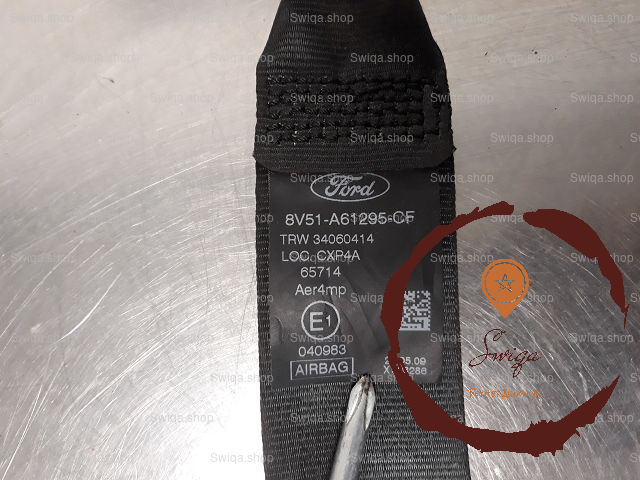 Ford
8V51-A61295-CF
TRW 34060414
LOC. CXP4A
65714
Aer4mp
E1
040983
AIRBAG
Swiqa
Swiqa.shop